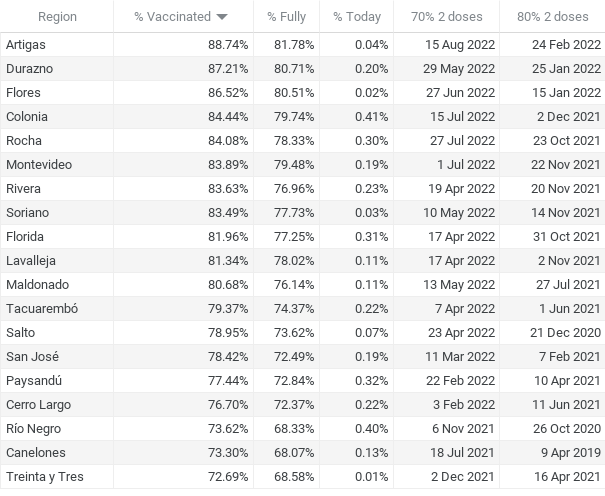 Region % Vaccinated % Fully % Today 70% 2 doses 80% 2 doses
Artigas 88.74% 81.78% 0.04% 15 Aug 2022 24 Feb 2022
Durazno 87.21% 80.71% 0.20% 29 May 2022 25 Jan 2022
Flores 86.52% 80.51% 0.02% 27 Jun 2022 15 Jan 2022
Colonia 84.44% 79.74% 0.41% 15 Jul 2022 2 Dec 2021
Rocha 84.08% 78.33% 0.30% 27 Jul 2022 23 Oct 2021
Montevideo 83.89% 79.48% 0.19% 1 Jul 2022 22 Nov 2021
Rivera 83.63% 76.96% 0.23% 19 Apr 2022 20 Nov 2021
Soriano 83.49% 77.73% 0.03% 10 May 2022 14 Nov 2021
Florida 81.96% 77.25% 0.31% 17 Apr 2022 31 Oct 2021
Lavalleja 81.34% 78.02% 0.11% 17 Apr 2022 2 Nov 2021
Maldonado 80.68% 76.14% 0.11% 13 May 2022 27 Jul 2021
Tacuarembó 79.37% 74.37% 0.22% 7 Apr 2022 1 Jun 2021
Salto 78.95% 73.62% 0.07% 23 Apr 2022 21 Dec 2020
San José 78.42% 72.49% 0.19% 11 Mar 2022 7 Feb 2021
Paysandú 77.44% 72.84% 0.32% 22 Feb 2022 10 Apr 2021
Cerro Largo 76.70% 72.37% 0.22% 3 Feb 2022 11 Jun 2021
Río Negro 73.62% 68.33% 0.40% 6 Nov 2021 26 Oct 2020
Canelones 73.30% 68.07% 0.13% 18 Jul 2021 9 Apr 2019
Treinta y Tres 72.69% 68.58% 0.01% 2 Dec 2021 16 Apr 2021